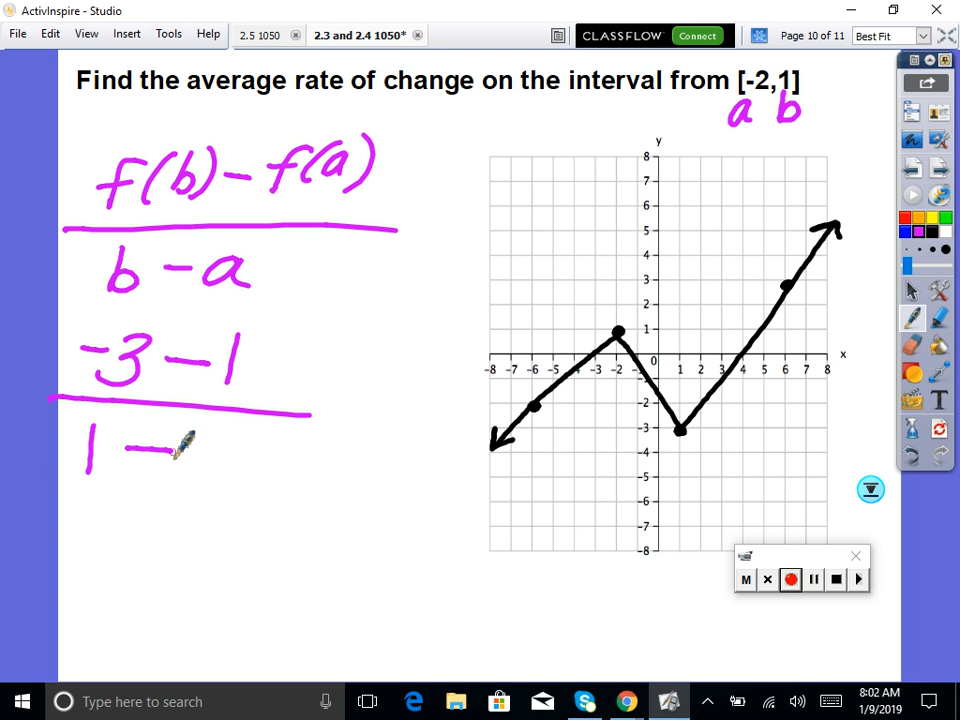 ActivInspire - Studio
File Edit View Insert Tools Help
2.5 1050 2.3 and 2.4 1050*
CLASSFLOW Connect
Page 10 of 11 Best Fit
Find the average rate of change on the interval from [-2,1]
a b
f(b) - f(a)
b - a
-3 - 1
1 -
y
8
7
6
5
4
3
2
1
0
x
-8 -7 -6 -5 -4 -3 -2 -1 1 2 3 4 5 6 7 8
-1
-2
-3
-4
-5
-6
-7
-8
T
M
Type here to search
8:02 AM
1/9/2019